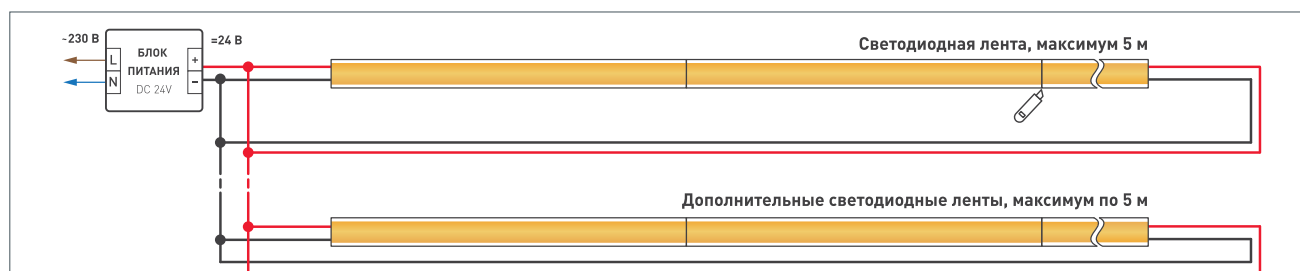 ~230 В
БЛОК
ПИТАНИЯ
DC 24V
L
N
+
−
=24 В
Светодиодная лента, максимум 5 м
Дополнительные светодиодные ленты, максимум по 5 м